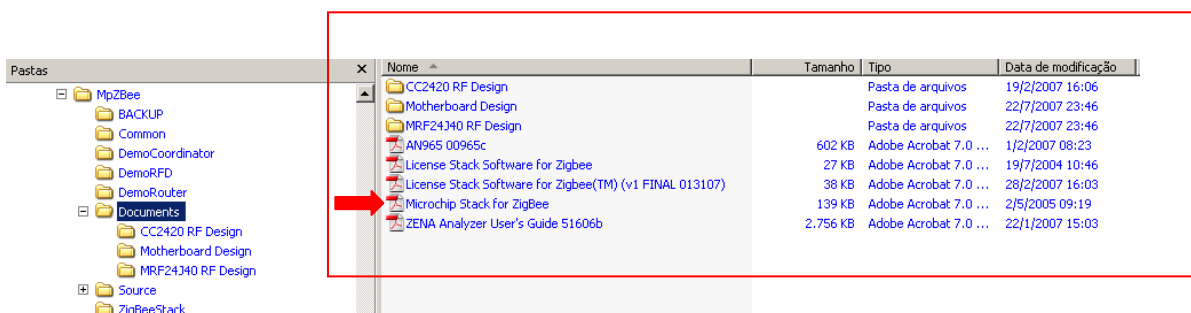 Pastas
MpZBee
BACKUP
Common
DemoCoordinator
DemoRFD
DemoRouter
Documents
CC2420 RF Design
Motherboard Design
MRF24J40 RF Design
Source
ZigBeeStack
Nome Tamanho Tipo Data de modificação
CC2420 RF Design Pasta de arquivos 19/2/2007 16:06
Motherboard Design Pasta de arquivos 22/7/2007 23:46
MRF24J40 RF Design Pasta de arquivos 22/7/2007 23:46
AN965 00965c 602 KB Adobe Acrobat 7.0 ... 1/2/2007 08:23
License Stack Software for Zigbee 27 KB Adobe Acrobat 7.0 ... 19/7/2004 10:46
License Stack Software for Zigbee(TM) (v1 FINAL 013107) 38 KB Adobe Acrobat 7.0 ... 28/2/2007 16:03
Microchip Stack for ZigBee 139 KB Adobe Acrobat 7.0 ... 2/5/2005 09:19
ZENA Analyzer User's Guide 51606b 2.756 KB Adobe Acrobat 7.0 ... 22/1/2007 15:03